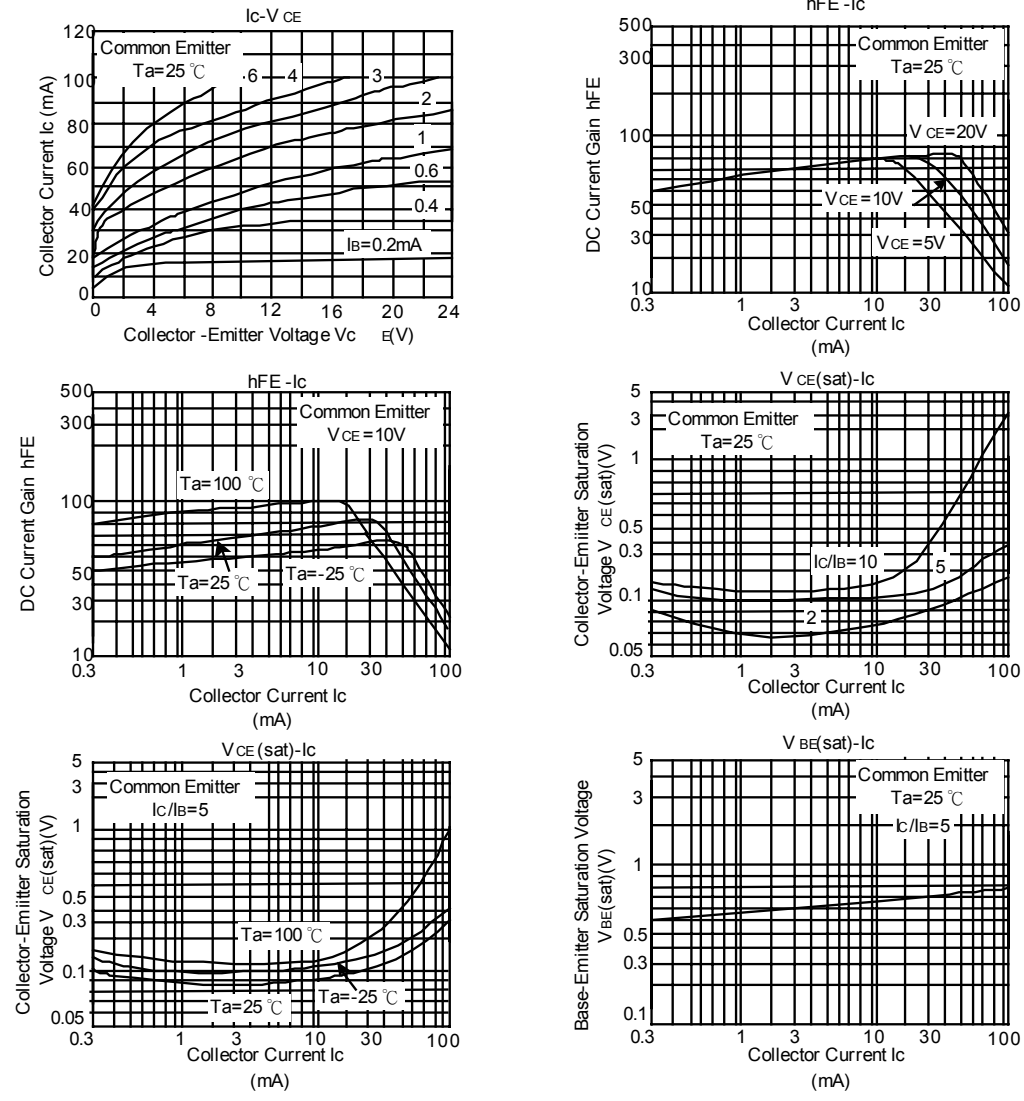 Ic-V CE
120
100
80
60
40
20
0
Common Emitter
Ta=25 ℃
6
4
3
2
1
0.6
0.4
IB=0.2mA
0 4 8 12 16 20 24
Collector Current Ic (mA)
Collector -Emitter Voltage Vc E(V)
hFE -Ic
500
300
100
50
30
10
Common Emitter
Ta=25 ℃
V CE=20V
V CE =10V
V CE =5V
0.3 1 3 10 30 100
DC Current Gain hFE
Collector Current Ic
(mA)
hFE -Ic
500
300
100
50
30
10
Common Emitter
V CE =10V
Ta=100 ℃
Ta=25 ℃
Ta=-25 ℃
0.3 1 3 10 30 100
DC Current Gain hFE
Collector Current Ic
(mA)
V CE(sat)-Ic
5
3
1
0.5
0.3
0.1
0.05
Common Emitter
Ta=25 ℃
Ic/IB=10
5
2
0.3 1 3 10 30 100
Collector-Emiitter Saturation
Voltage V CE(sat)(V)
Collector Current Ic
(mA)
V CE (sat)-Ic
5
3
1
0.5
0.3
0.1
0.05
Common Emitter
Ic/IB=5
Ta=100 ℃
Ta=25 ℃
Ta=-25 ℃
0.3 1 3 10 30 100
Collector-Emiitter Saturation
Voltage V CE(sat)(V)
Collector Current Ic
(mA)
V BE(sat)-Ic
5
3
1
0.5
0.3
0.1
Common Emitter
Ta=25 ℃
Ic/IB=5
0.3 1 3 10 30 100
Base-Emitter Saturation Voltage
VBE(sat)(V)
Collector Current Ic
(mA)